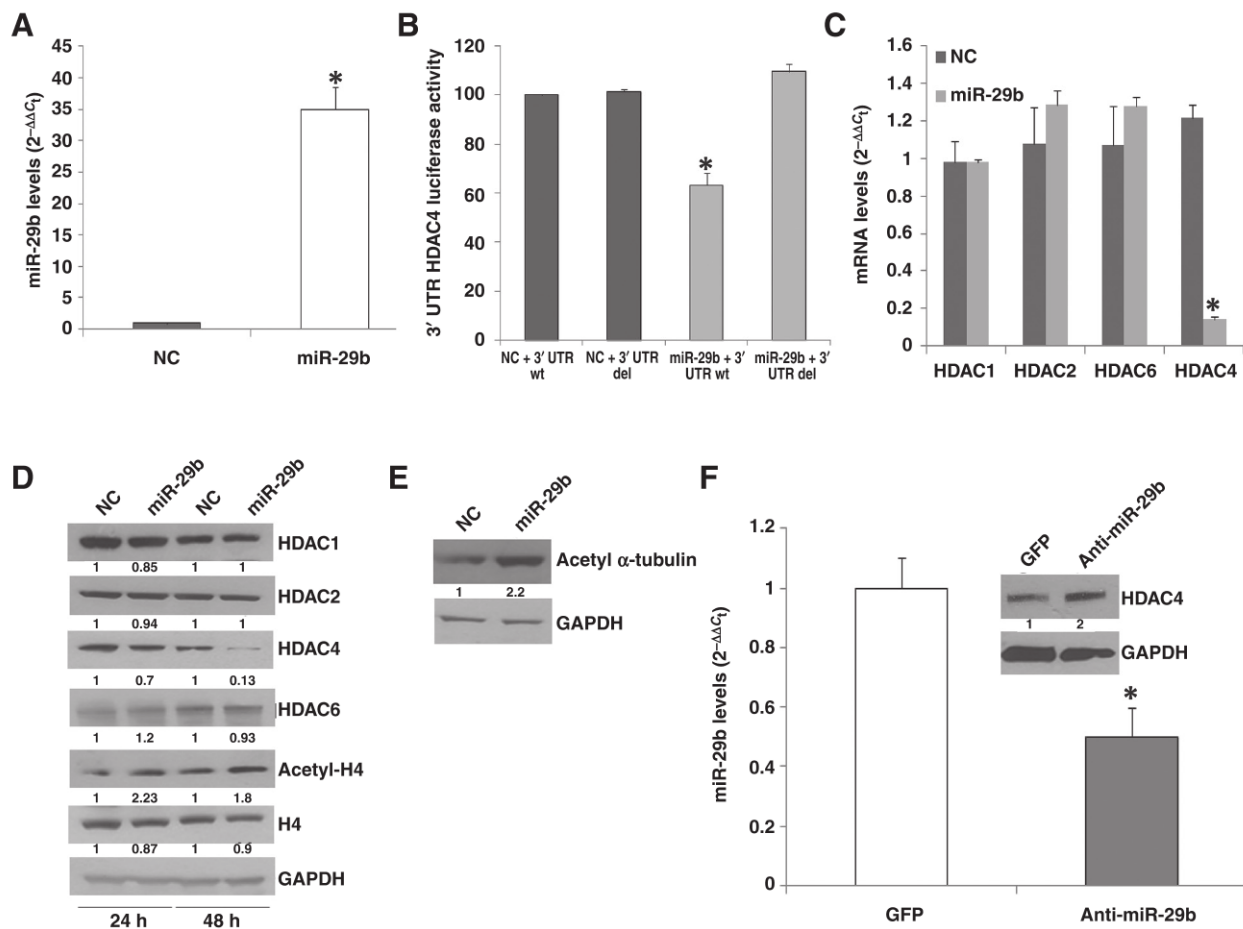 A
miR-29b levels (2–ΔΔCt)
45
40
35
30
25
20
15
10
5
0
*
NC
miR-29b
B
3′ UTR HDAC4 luciferase activity
120
100
80
60
40
20
0
*
NC + 3′ UTR
wt
NC + 3′ UTR
del
miR-29b + 3′
UTR wt
miR-29b + 3′
UTR del
C
mRNA levels (2–ΔΔCt)
1.6
1.4
1.2
1
0.8
0.6
0.4
0.2
0
NC
miR-29b
*
HDAC1
HDAC2
HDAC6
HDAC4
D
NC
miR-29b
NC
miR-29b
HDAC1
1 0.85 1 1
HDAC2
1 0.94 1 1
HDAC4
1 0.7 1 0.13
HDAC6
1 1.2 1 0.93
Acetyl-H4
1 2.23 1 1.8
H4
1 0.87 1 0.9
GAPDH
24 h 48 h
E
NC
miR-29b
Acetyl α-tubulin
1 2.2
GAPDH
F
miR-29b levels (2–ΔΔCt)
1.2
1
0.8
0.6
0.4
0.2
0
GFP
Anti-miR-29b
HDAC4
1 2
GAPDH
*
GFP
Anti-miR-29b